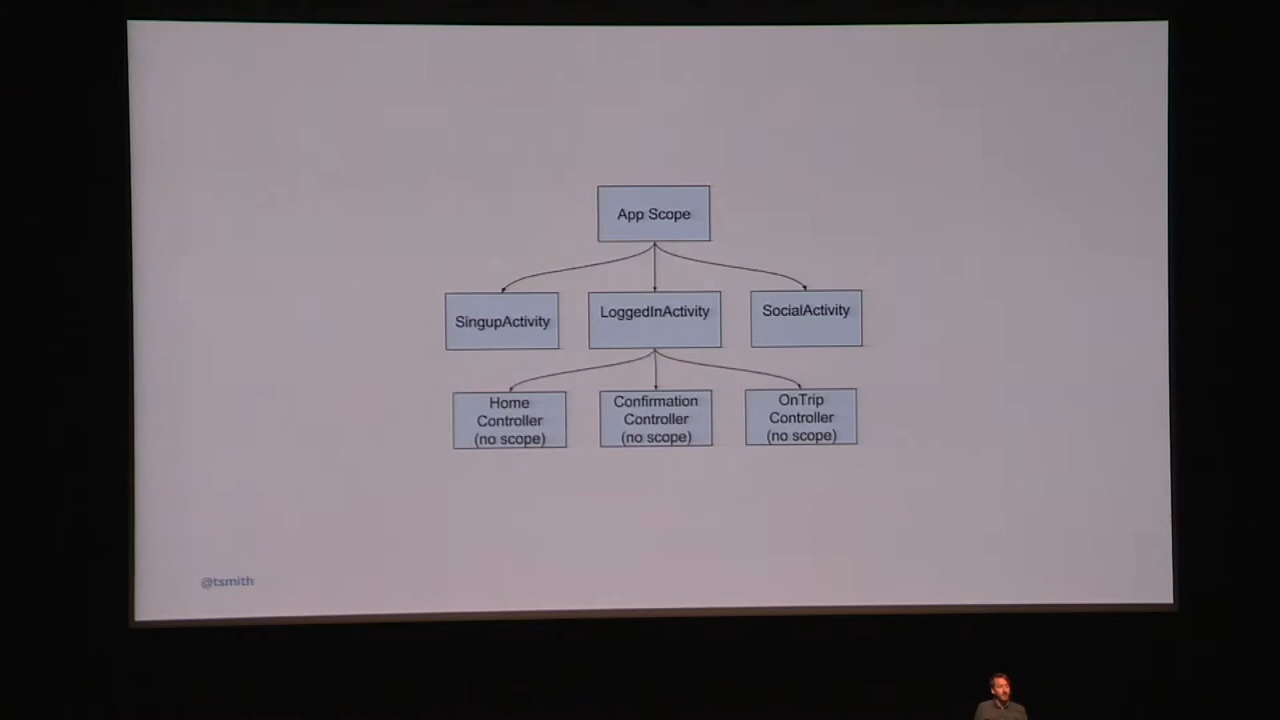 App Scope
SingupActivity
LoggedInActivity
SocialActivity
Home
Controller
(no scope)
Confirmation
Controller
(no scope)
OnTrip
Controller
(no scope)
@tsmith